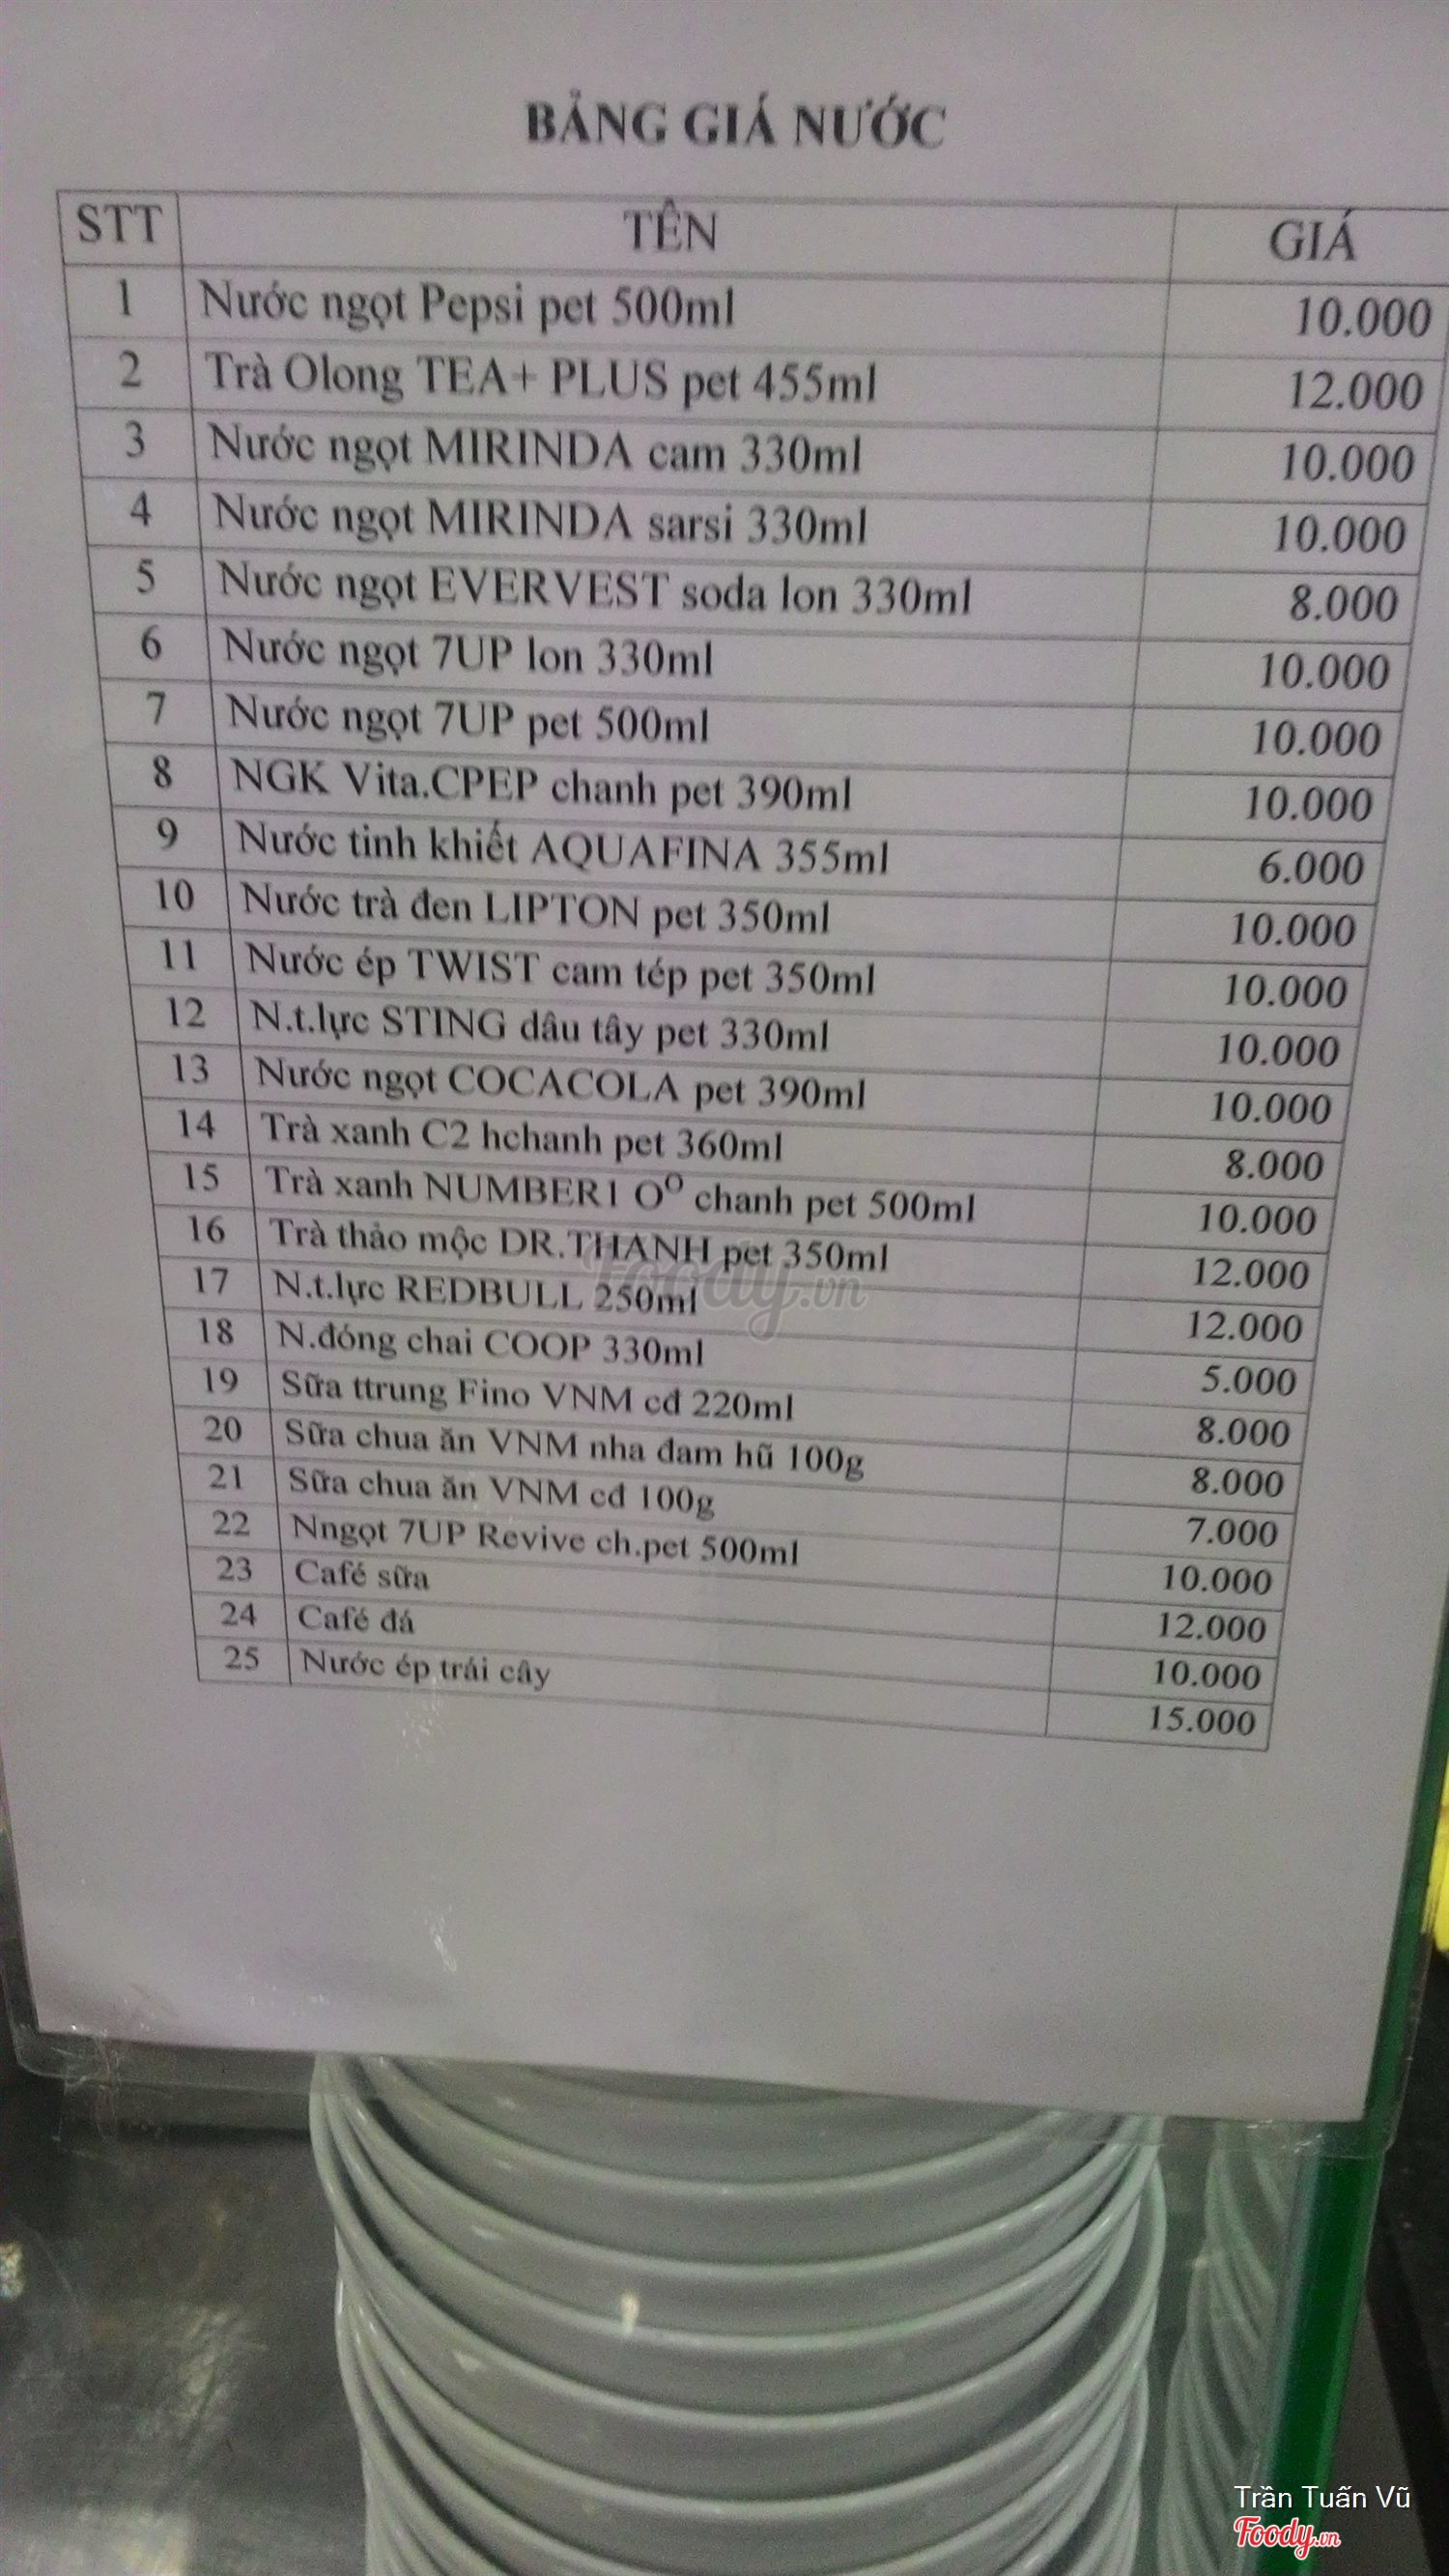 BẢNG GIÁ NƯỚC
STT TÊN GIÁ
1 Nước ngọt Pepsi pet 500ml 10.000
2 Trà Olong TEA+ PLUS pet 455ml 12.000
3 Nước ngọt MIRINDA cam 330ml 10.000
4 Nước ngọt MIRINDA sarsi 330ml 10.000
5 Nước ngọt EVERVEST soda lon 330ml 8.000
6 Nước ngọt 7UP lon 330ml 10.000
7 Nước ngọt 7UP pet 500ml 10.000
8 NGK Vita.CPEP chanh pet 390ml 10.000
9 Nước tinh khiết AQUAFINA 355ml 6.000
10 Nước trà đen LIPTON pet 350ml 10.000
11 Nước ép TWIST cam tép pet 350ml 10.000
12 N.t.lực STING dâu tây pet 330ml 10.000
13 Nước ngọt COCACOLA pet 390ml 10.000
14 Trà xanh C2 hchanh pet 360ml 8.000
15 Trà xanh NUMBER1 O⁰ chanh pet 500ml 10.000
16 Trà thảo mộc DR.THANH pet 350ml 12.000
17 N.t.lực REDBULL 250ml 12.000
18 N.đóng chai COOP 330ml 5.000
19 Sữa ttrung Fino VNM cđ 220ml 8.000
20 Sữa chua ăn VNM nha đam hũ 100g 8.000
21 Sữa chua ăn VNM cđ 100g 7.000
22 Nngọt 7UP Revive ch.pet 500ml 10.000
23 Café sữa 12.000
24 Café đá 10.000
25 Nước ép trái cây 15.000
Foody.vn
Trần Tuấn Vũ
Foody.vn